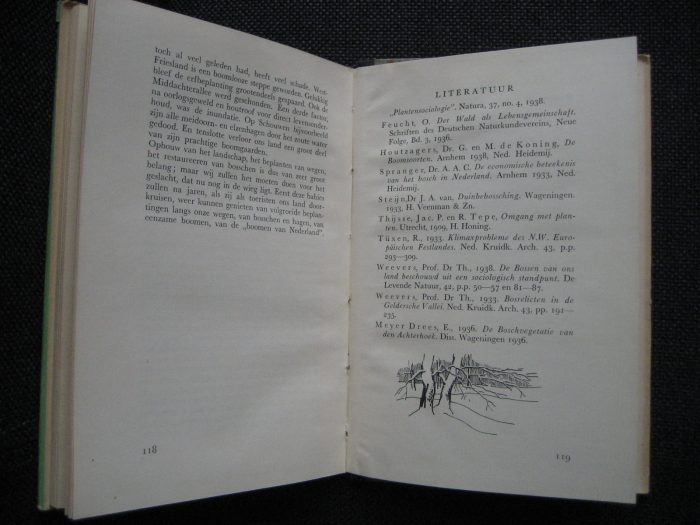 toch al veel geleden had, heeft veel schade. West-
Friesland is een boomlooze steppe geworden. Gelukkig
bleef de cultbeplanting grootendeels gespaard. Ook de
Middachterallee werd geschonken. Een derde factor,
na oorlogsgeweld en houtroof voor direct levensonder-
houd, was de inundatie. Op Schouwen bijvoorbeeld
zijn alle meidoorn- en elzenhagen door het zoute water
gedood. En tenslotte verloor ons land een groot deel
van zijn prachtige boomgaarden.
Opbouw van het landschap, het beplanten van wegen,
het restaureeren van bosschen is dus van zeer groot
belang; maar wij zullen het moeten doen voor het
geslacht, dat nu nog in de wieg ligt. Eerst deze babies
zullen na jaren, als zij als toeristen ons land door-
kruisen, weer kunnen genieten van volgroeide beplan-
tingen langs onze wegen, van bosschen en hagen, van
eenzame boomen, van de „boomen van Nederland”.
118
LITERATUUR
„Plantensociologie”. Natura, 37, no. 4, 1938.
Feucht, O. Der Wald als Lebensgemeinschaft.
Schriften des Deutschen Naturkundevereins, Neue
Folge, Bd. 3, 1936.
Houtzagers, Dr. G. en M. de Koning, De
Boomsoorten. Arnhem 1938, Ned. Heidemij.
Spranger, Dr. A. A. C. De economische beteekenis
van het bosch in Nederland. Arnhem 1933, Ned.
Heidemij.
Steijn, Dr J. A. van, Duinbebossching. Wageningen.
1933, H. Veenman & Zn.
Thijsse, Jac. P. en R. Tepe, Omgang met plan-
ten. Utrecht, 1909, H. Honing.
Tüxen, R., 1933. Klimaxprobleme des N.W. Euro-
päischen Festlandes. Ned. Kruidk. Arch. 43, p.p.
293—309.
Weevers, Prof. Dr Th., 1938. De Bossen van ons
land beschouwd uit een sociologisch standpunt. De
Levende Natuur, 42, p.p. 50—57 en 81—87.
Weevers, Prof. Dr Th., 1933. Bosrelicten in de
Geldersche Vallei. Ned. Kruidk. Arch. 43, pp. 191—
235.
Meyer Drees, E., 1936. De Boschvegetatie van
den Achterhoek. Diss. Wageningen 1936.
119